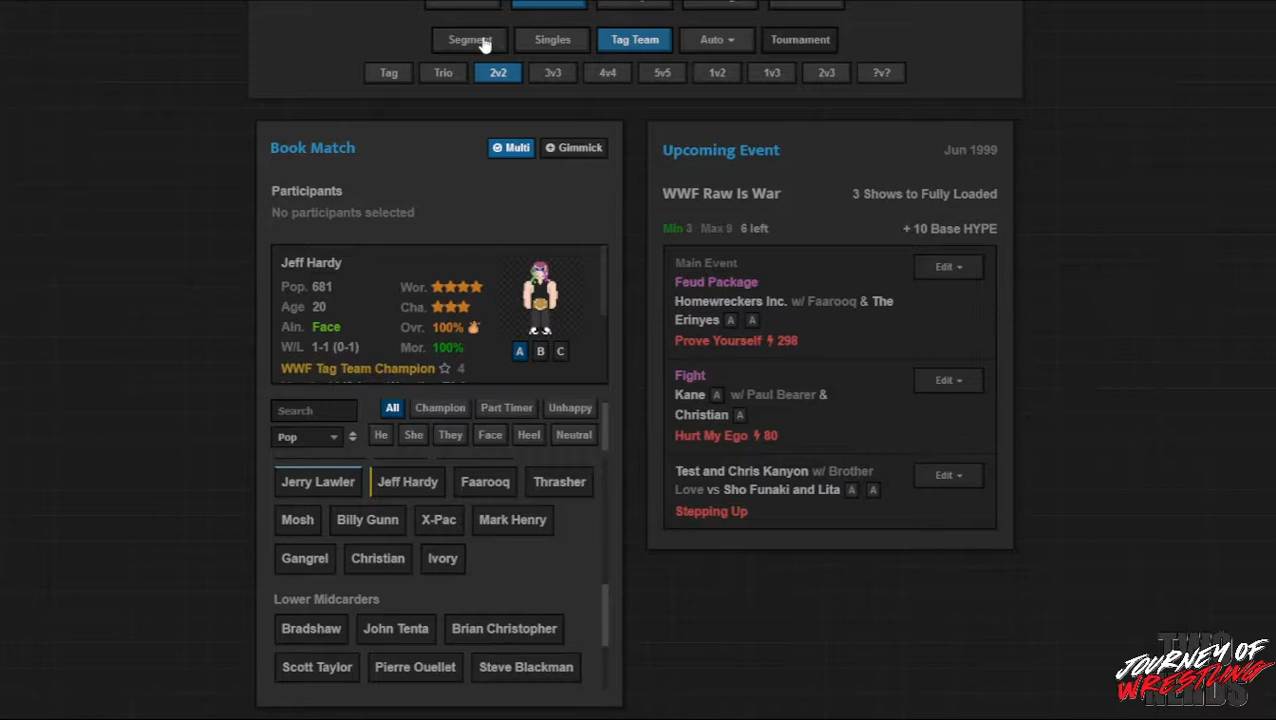 Segment Singles Tag Team Auto Tournament
Tag Trio 2v2 3v3 4v4 5v5 1v2 1v3 2v3 ?v?
Book Match Multi Gimmick
Participants
No participants selected
Jeff Hardy
Pop. 681 Wor.
Age 20 Cha.
Aln. Face Ovr. 100%
W/L 1-1 (0-1) Mor. 100%
A B C
WWF Tag Team Champion 4
Search All Champion Part Timer Unhappy
Pop He She They Face Heel Neutral
Jerry Lawler Jeff Hardy Faarooq Thrasher
Mosh Billy Gunn X-Pac Mark Henry
Gangrel Christian Ivory
Lower Midcarders
Bradshaw John Tenta Brian Christopher
Scott Taylor Pierre Ouellet Steve Blackman
Upcoming Event Jun 1999
WWF Raw Is War 3 Shows to Fully Loaded
Min 3 Max 9 6 left + 10 Base HYPE
Main Event Edit
Feud Package
Homewreckers Inc. w/ Faarooq & The
Erinyes A A
Prove Yourself 298
Fight Edit
Kane A w/ Paul Bearer &
Christian A
Hurt My Ego 80
Test and Chris Kanyon w/ Brother Edit
Love vs Sho Funaki and Lita A A
Stepping Up
JOURNEY OF
WRESTLING